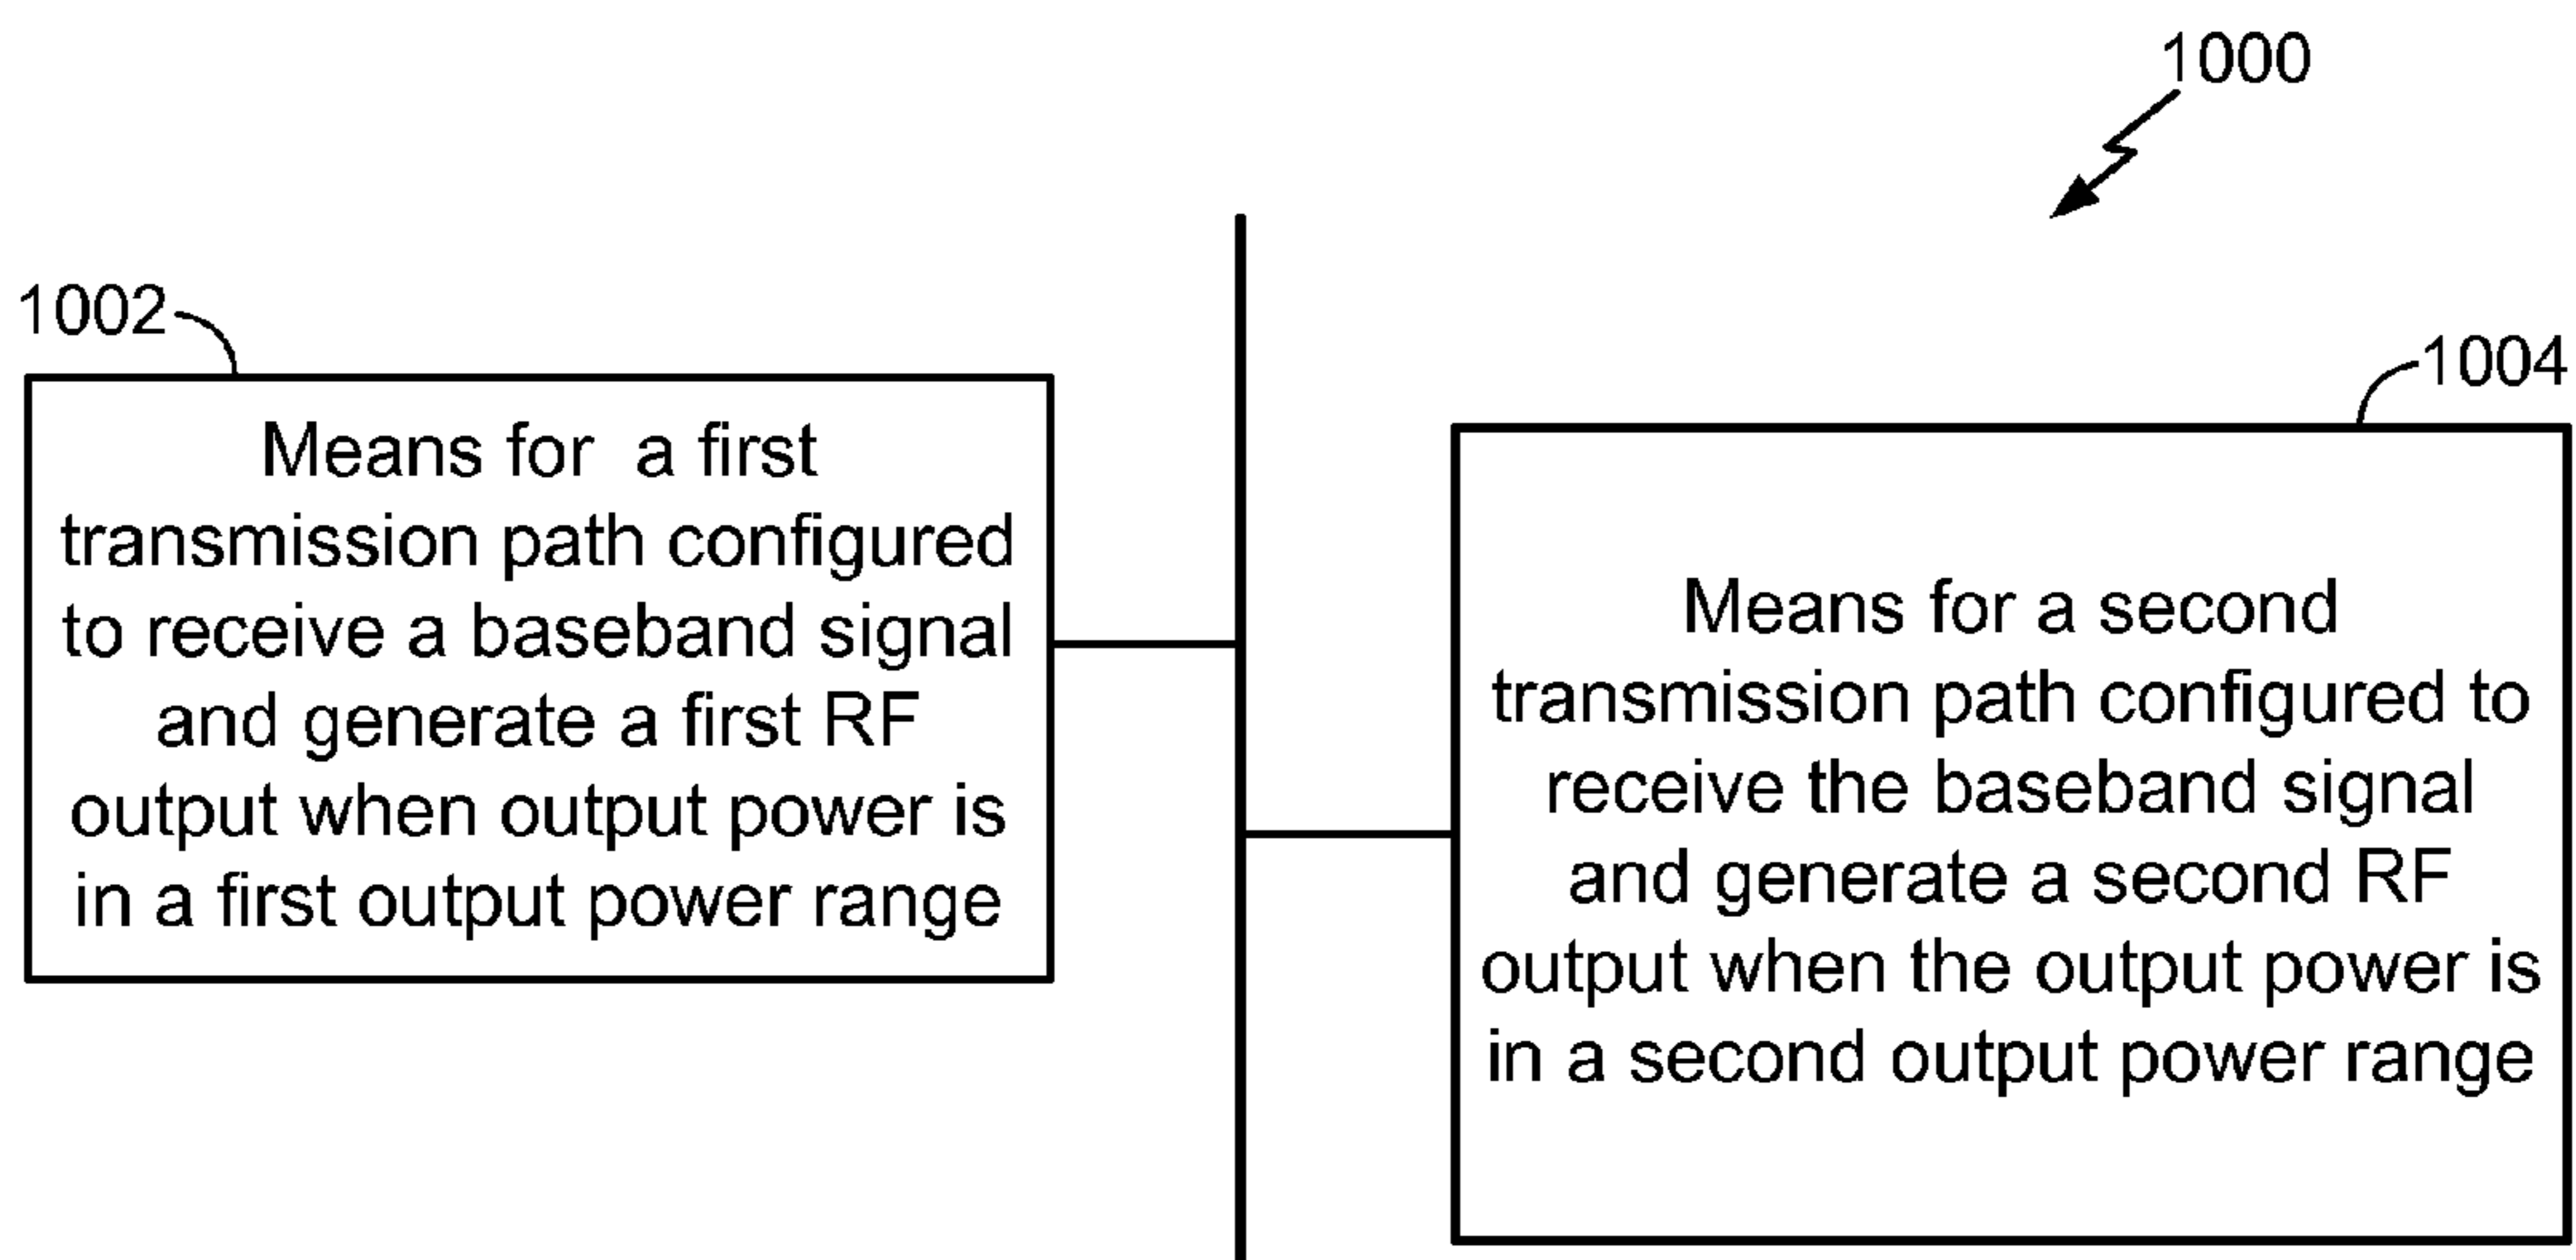 1000
1002
Means for a first
transmission path configured
to receive a baseband signal
and generate a first RF
output when output power is
in a first output power range
1004
Means for a second
transmission path configured to
receive the baseband signal
and generate a second RF
output when the output power is
in a second output power range